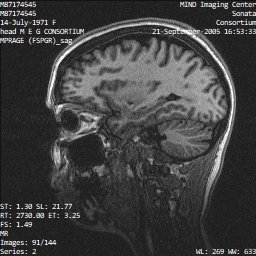 M87174545
M87174545
14-July-1971 F
head M E G CONSORTIUM
MPRAGE (FSPGR)_sag
MIND Imaging Center
Sonata
Consortium
21-September-2005 16:53:33
ST: 1.30 SL: 21.77
RT: 2730.00 ET: 3.25
FS: 1.49
MR
Images: 91/144
Series: 2
WL: 269 WW: 633